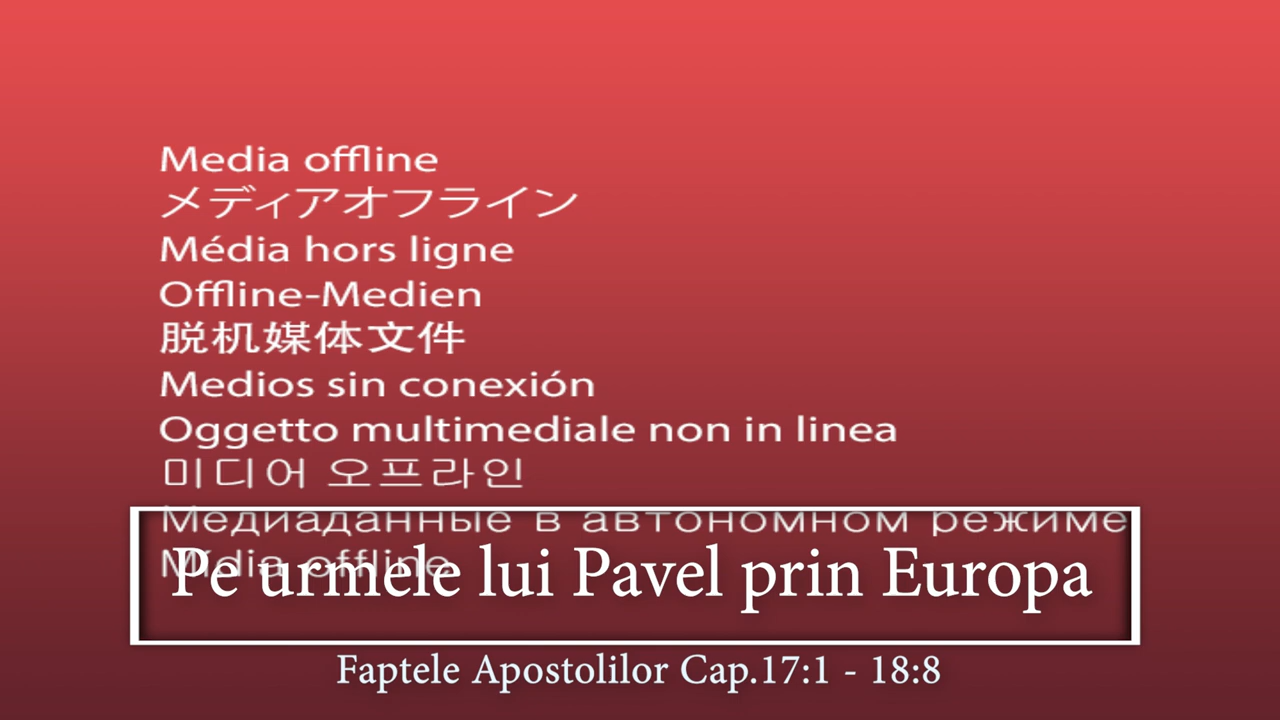 Media offline
メディアオフライン
Média hors ligne
Offline-Medien
脱机媒体文件
Medios sin conexión
Oggetto multimediale non in linea
미디어 오프라인
Медиаданные в автономном режиме
Mídia offline
Pe urmele lui Pavel prin Europa
Faptele Apostolilor Cap.17:1 - 18:8